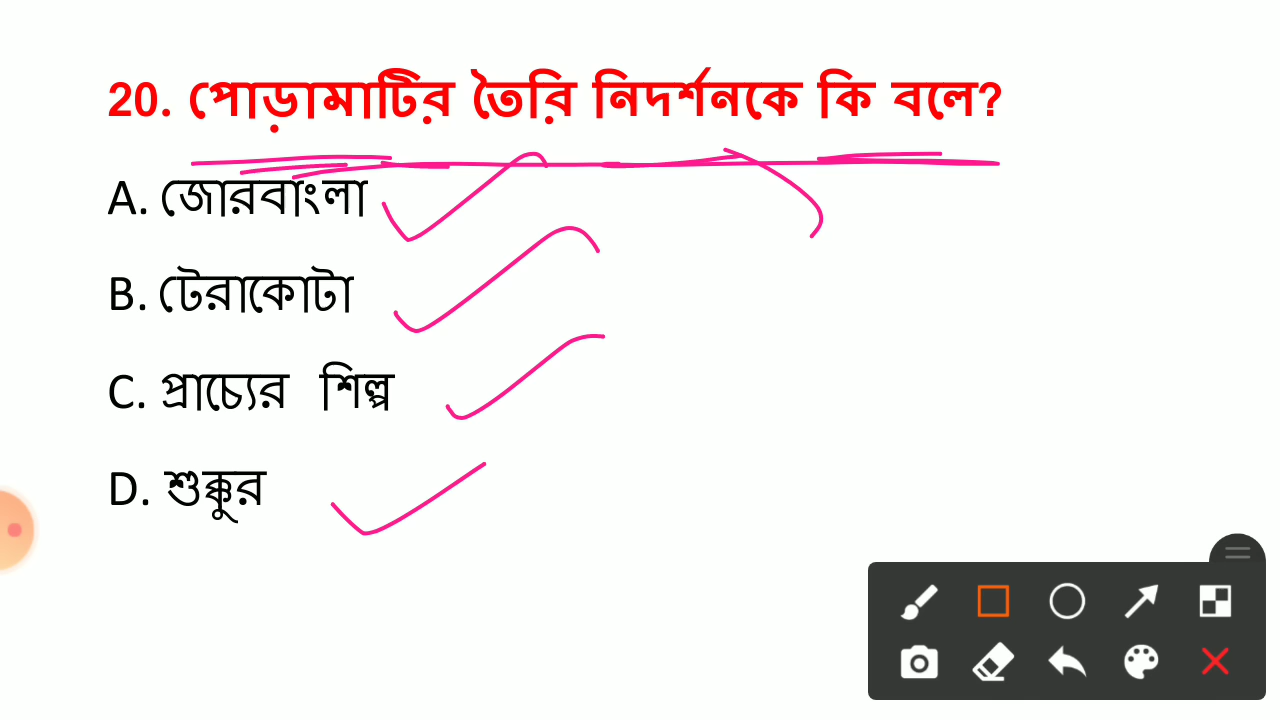 20. পোড়ামাটির তৈরি নিদর্শনকে কি বলে?
A. জোরবাংলা
B. টেরাকোটা
C. প্রাচ্যের শিল্প
D. শুক্কুর